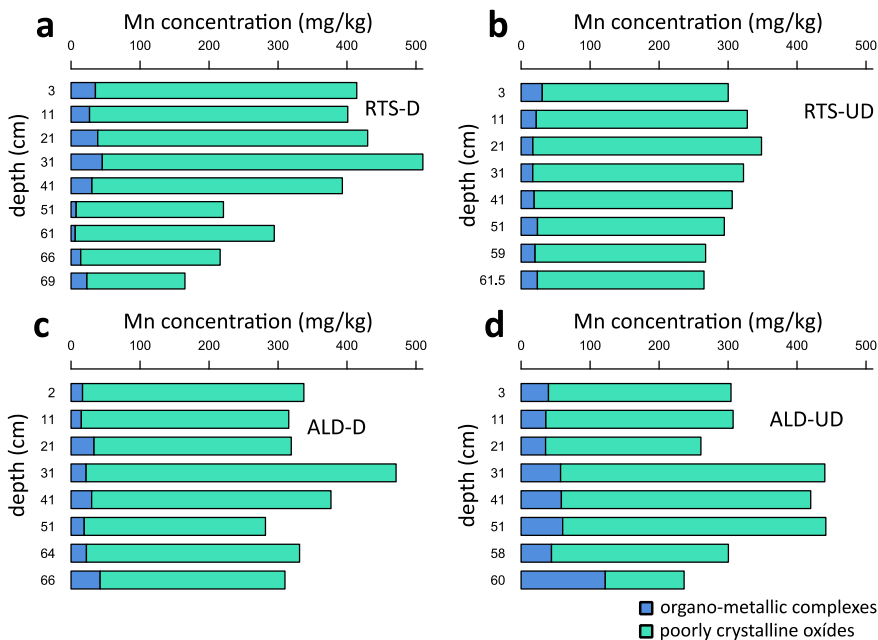 a
Mn concentration (mg/kg)
0 100 200 300 400 500
depth (cm)
3
11
21
31
41
51
61
66
69
RTS-D
b
Mn concentration (mg/kg)
0 100 200 300 400 500
depth (cm)
3
11
21
31
41
51
59
61.5
RTS-UD
c
Mn concentration (mg/kg)
0 100 200 300 400 500
depth (cm)
2
11
21
31
41
51
64
66
ALD-D
d
Mn concentration (mg/kg)
0 100 200 300 400 500
depth (cm)
3
11
21
31
41
51
58
60
ALD-UD
organo-metallic complexes
poorly crystalline oxídes